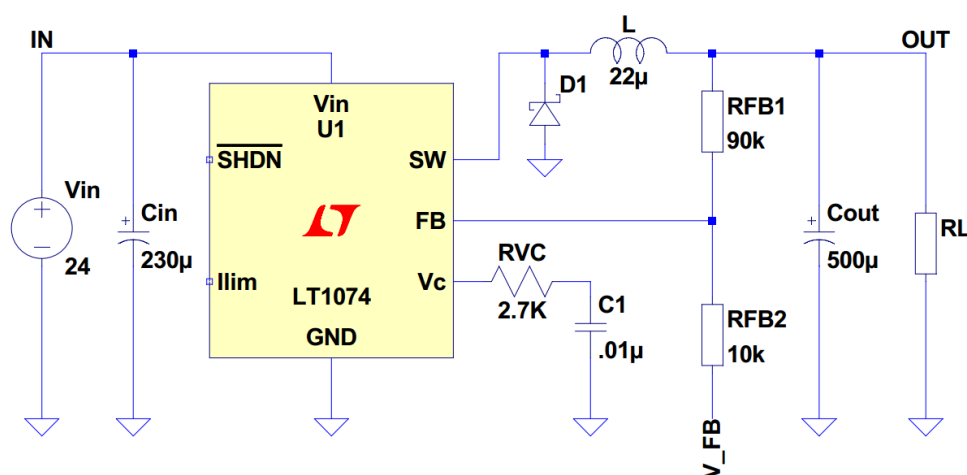 IN
L
OUT
22µ
D1
Vin
U1
RFB1
90k
SHDN
SW
Vin
24
Cin
230µ
FB
Cout
500µ
RL
Ilim
LT1074
Vc
RVC
2.7K
C1
.01µ
GND
RFB2
10k
V_FB